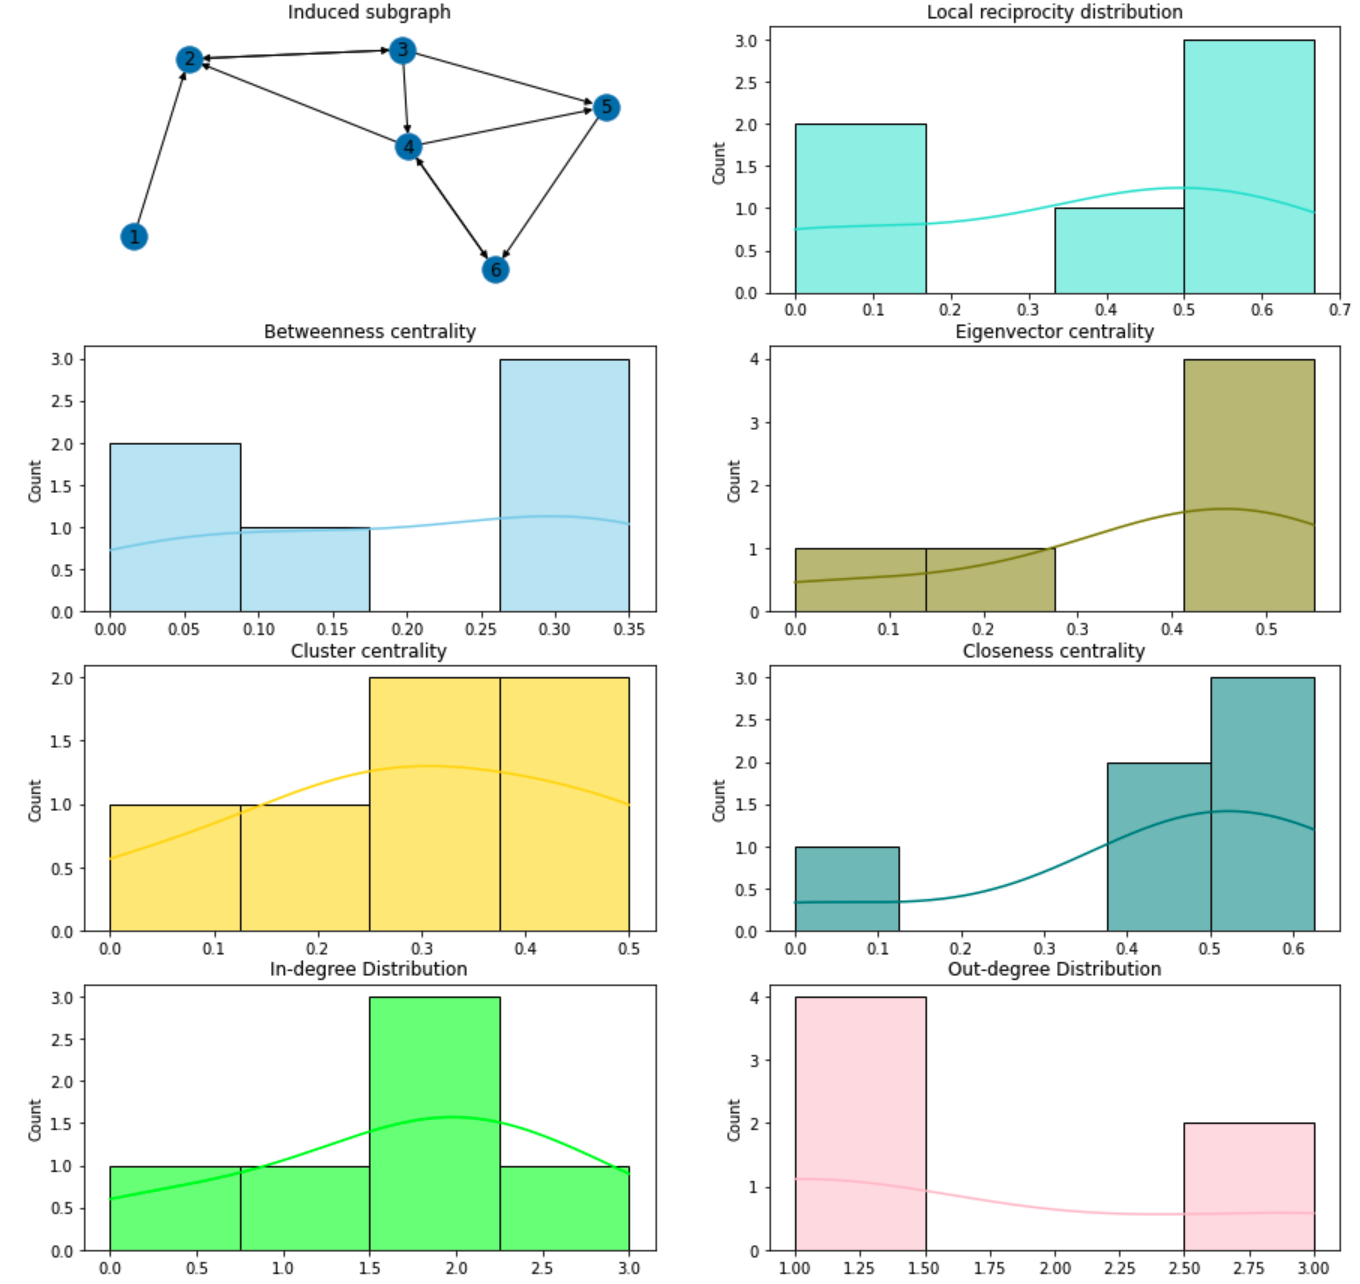 Induced subgraph
2
3
5
4
1
6
Local reciprocity distribution
Count
3.0
2.5
2.0
1.5
1.0
0.5
0.0
0.0 0.1 0.2 0.3 0.4 0.5 0.6 0.7
Betweenness centrality
Count
3.0
2.5
2.0
1.5
1.0
0.5
0.0
0.00 0.05 0.10 0.15 0.20 0.25 0.30 0.35
Eigenvector centrality
Count
4
3
2
1
0
0.0 0.1 0.2 0.3 0.4 0.5
Cluster centrality
Count
2.0
1.5
1.0
0.5
0.0
0.0 0.1 0.2 0.3 0.4 0.5
Closeness centrality
Count
3.0
2.5
2.0
1.5
1.0
0.5
0.0
0.0 0.1 0.2 0.3 0.4 0.5 0.6
In-degree Distribution
Count
3.0
2.5
2.0
1.5
1.0
0.5
0.0
0.0 0.5 1.0 1.5 2.0 2.5 3.0
Out-degree Distribution
Count
4
3
2
1
0
1.00 1.25 1.50 1.75 2.00 2.25 2.50 2.75 3.00